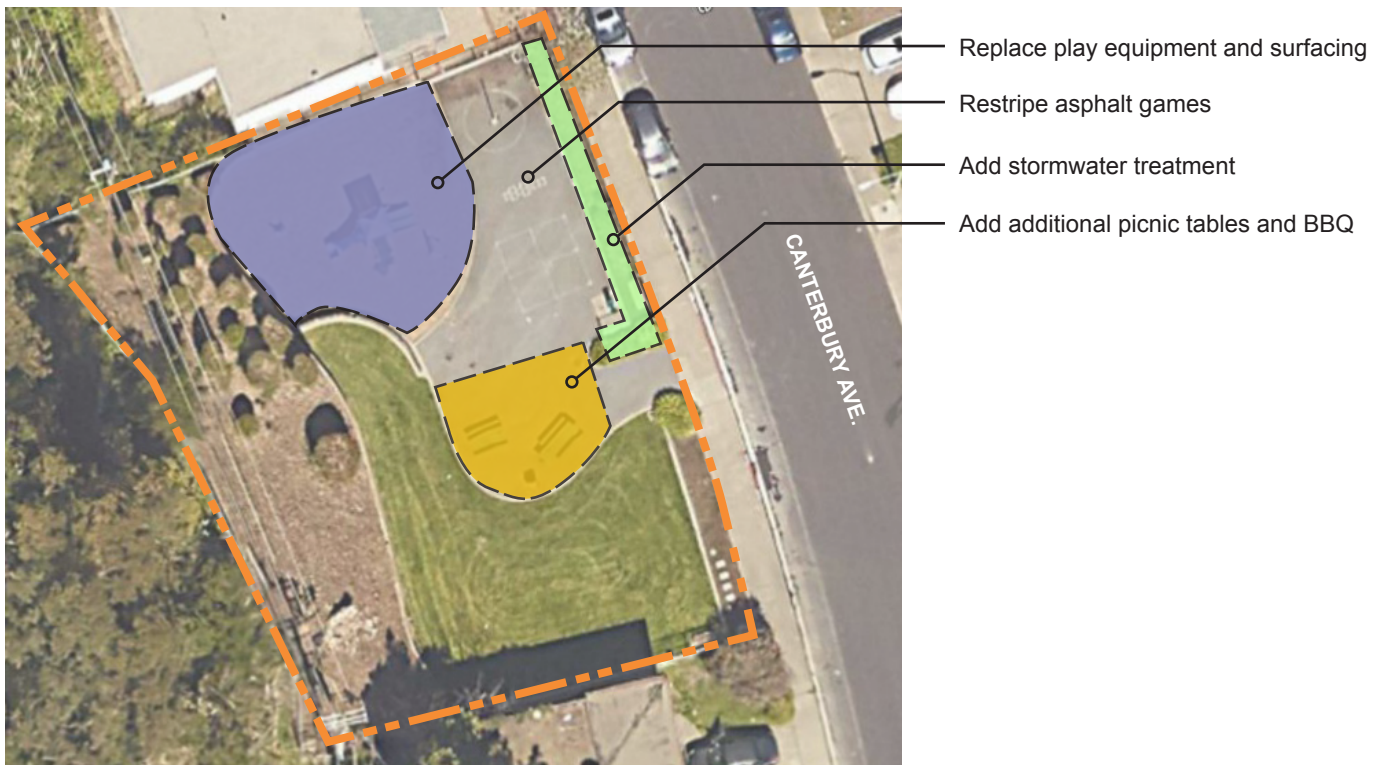 Replace play equipment and surfacing
Restripe asphalt games
Add stormwater treatment
Add additional picnic tables and BBQ
CANTERBURY AVE.